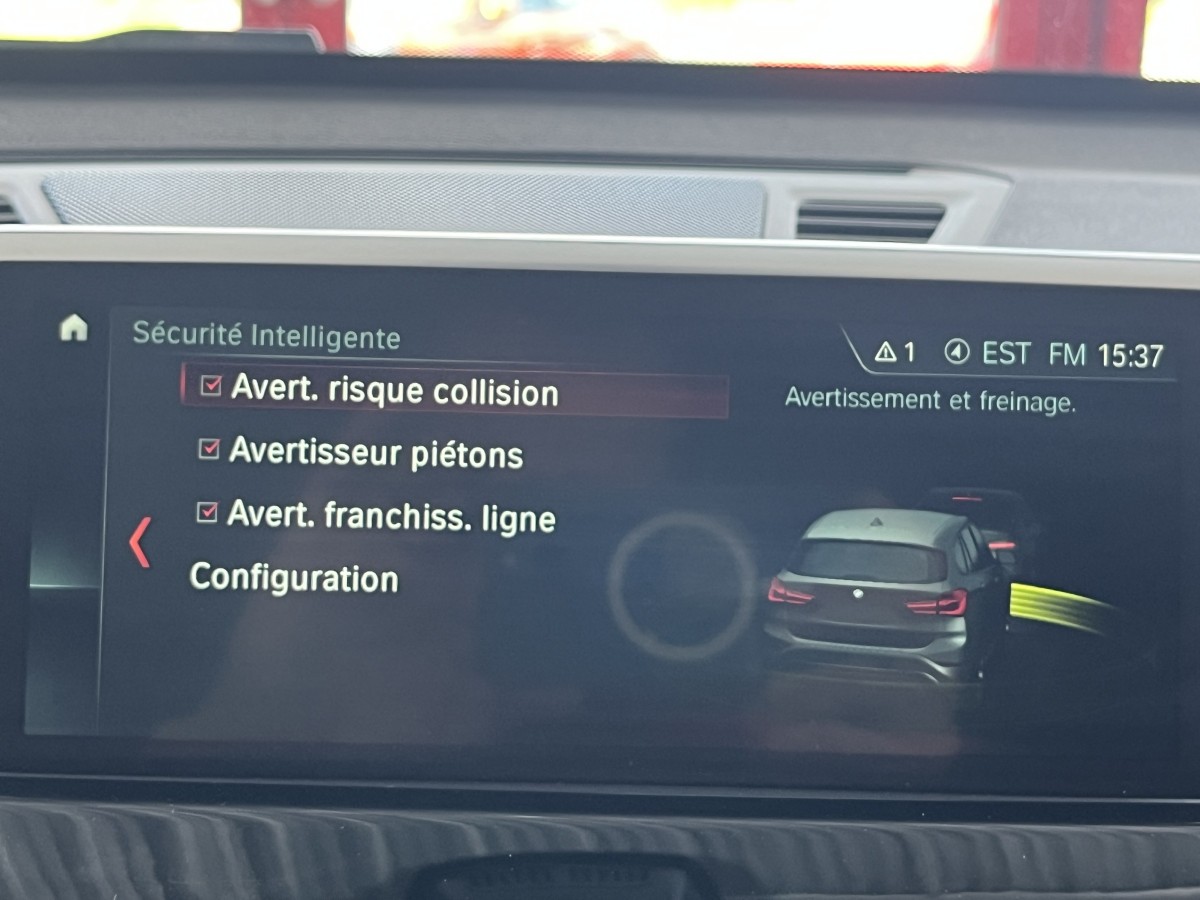 Sécurité Intelligente
1 EST FM 15:37
Avert. risque collision
Avertissement et freinage.
Avertisseur piétons
Avert. franchiss. ligne
Configuration